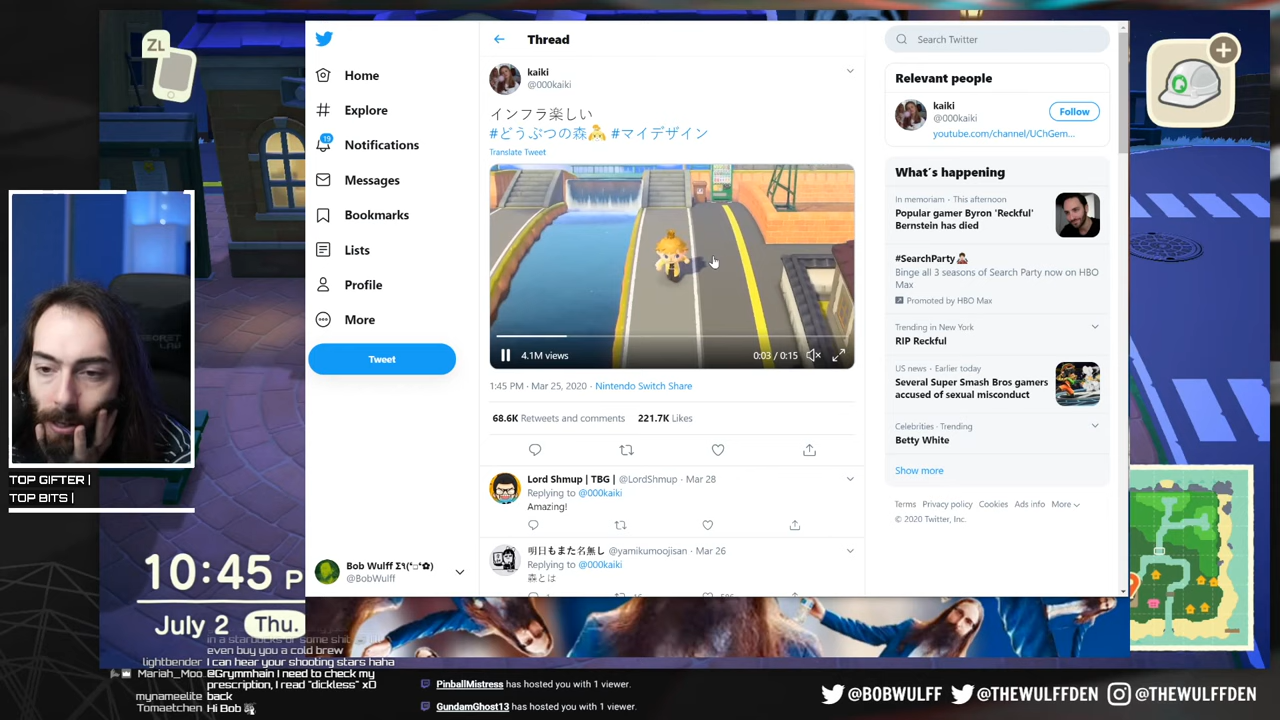 ZL
Home
Explore
19
Notifications
Messages
Bookmarks
Lists
Profile
More
Tweet
Bob Wulff
@BobWulff
Thread
kaiki
@000kaiki
インフラ楽しい
#どうぶつの森 #マイデザイン
Translate Tweet
4.1M views
0:03 / 0:15
1:45 PM · Mar 25, 2020 · Nintendo Switch Share
68.6K Retweets and comments 221.7K Likes
Lord Shmup | TBG | @LordShmup · Mar 28
Replying to @000kaiki
Amazing!
明日もまた名無し @yamikumoojisan · Mar 26
Replying to @000kaiki
森とは
Search Twitter
Relevant people
kaiki
@000kaiki
Follow
youtube.com/channel/UChGem...
What's happening
In memoriam · This afternoon
Popular gamer Byron 'Reckful'
Bernstein has died
#SearchParty
Binge all 3 seasons of Search Party now on HBO
Max
Promoted by HBO Max
Trending in New York
RIP Reckful
US news · Earlier today
Several Super Smash Bros gamers
accused of sexual misconduct
Celebrities · Trending
Betty White
Show more
Terms Privacy policy Cookies Ads info More
© 2020 Twitter, Inc.
TOP GIFTER |
TOP BITS |
10:45 P
July 2 Thu.
in a starbucks or some shit
even buy you a cold brew
lightbender I can hear your shooting stars haha
Mariah_Moo @Grymmhain I need to check my
prescription, I read "dickless" xD
mynameelite back
Tomaetchen Hi Bob
PinballMistress has hosted you with 1 viewer.
GundamGhost13 has hosted you with 1 viewer.
@BOBWULFF @THEWULFFDEN @THEWULFFDEN